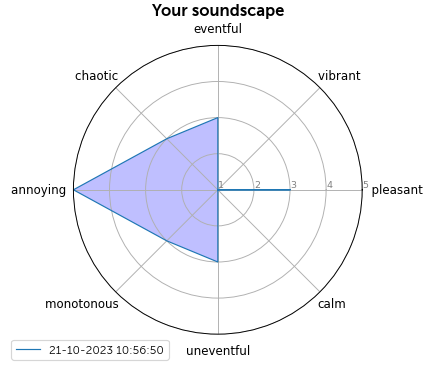 Your soundscape
eventful
chaotic
vibrant
annoying
1 2 3 4 5
pleasant
monotonous
calm
21-10-2023 10:56:50
uneventful